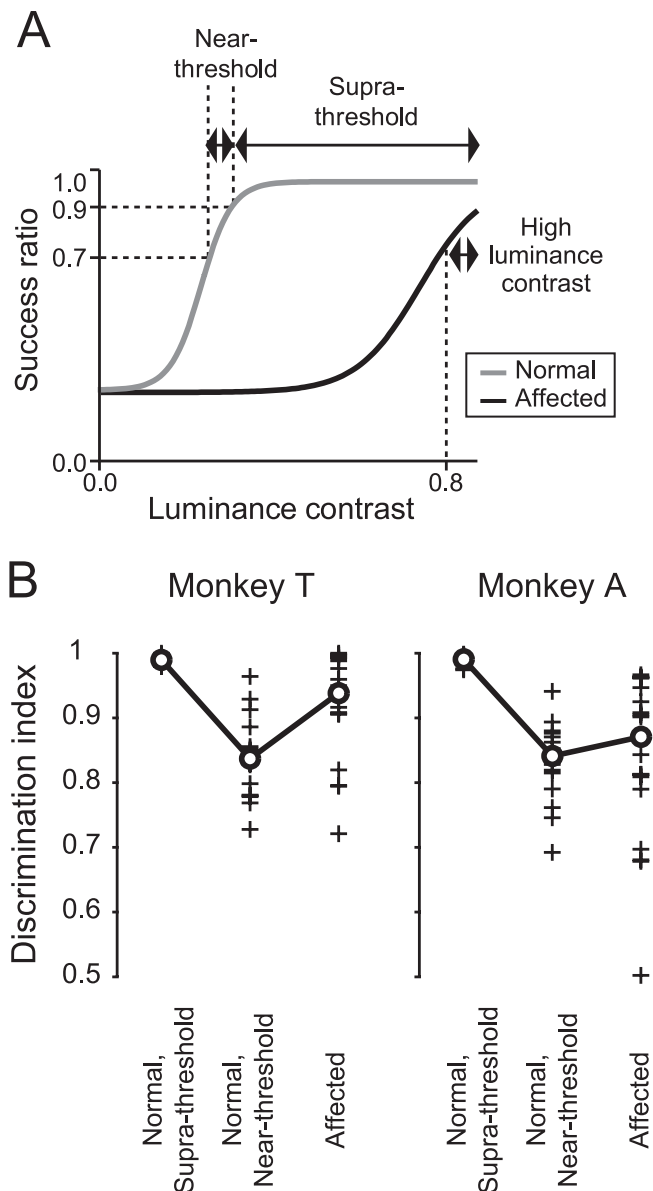 A
Near-
threshold
Supra-
threshold
1.0
0.9
0.7
0.0
Success ratio
High
luminance
contrast
Normal
Affected
0.0
0.8
Luminance contrast
B
Monkey T
Monkey A
Discrimination index
1
0.9
0.8
0.7
0.6
0.5
Normal,
Supra-threshold
Normal,
Near-threshold
Affected
Normal,
Supra-threshold
Normal,
Near-threshold
Affected